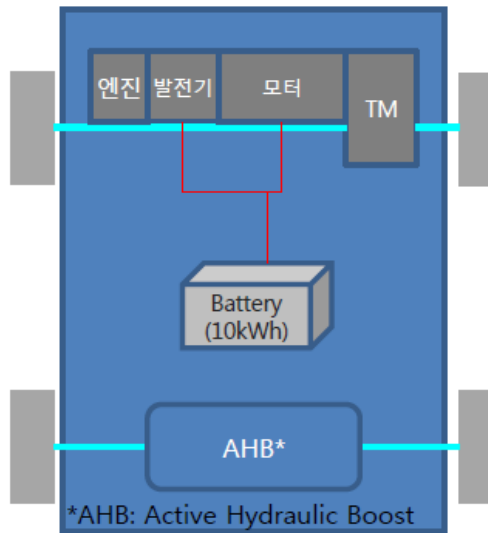 엔진 발전기 모터 TM
Battery
(10kWh)
AHB*
*AHB: Active Hydraulic Boost